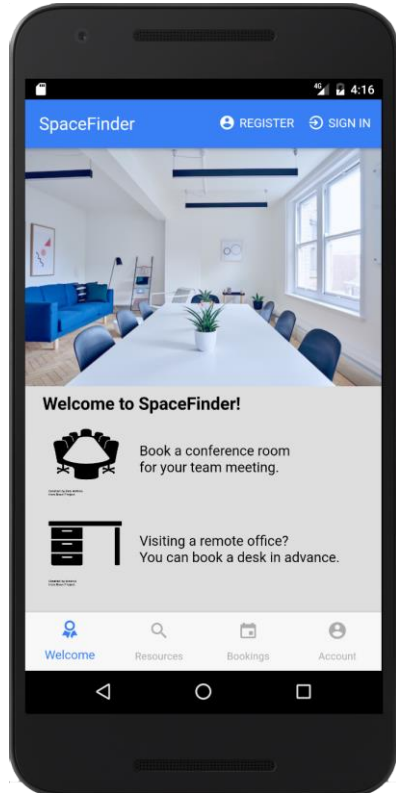 4G 4:16
SpaceFinder REGISTER SIGN IN
Welcome to SpaceFinder!
Book a conference room
for your team meeting.
Visiting a remote office?
You can book a desk in advance.
Welcome Resources Bookings Account